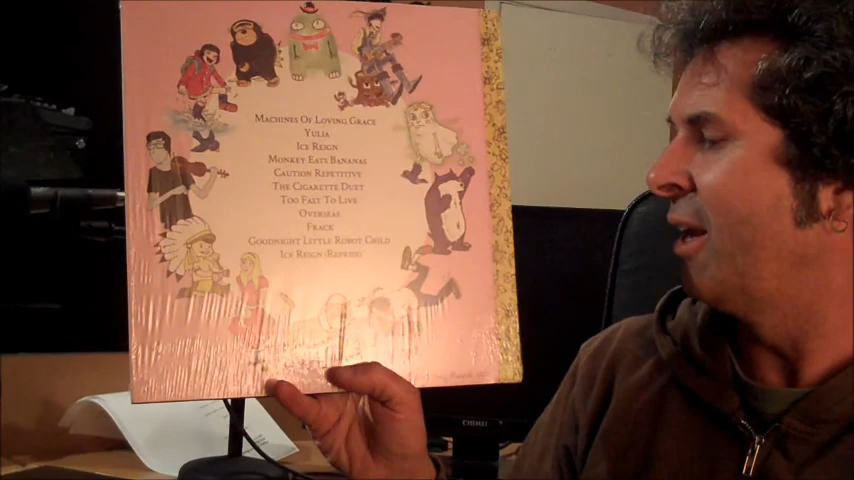 Machines Of Loving Grace
Yulia
Ice Reign
Monkey Eats Bananas
Caution Repetitive
The Cigarette Duet
Too Fast To Live
Overseas
Frack
Goodnight Little Robot Child
Ice Reign (Reprise)
CHIMEI